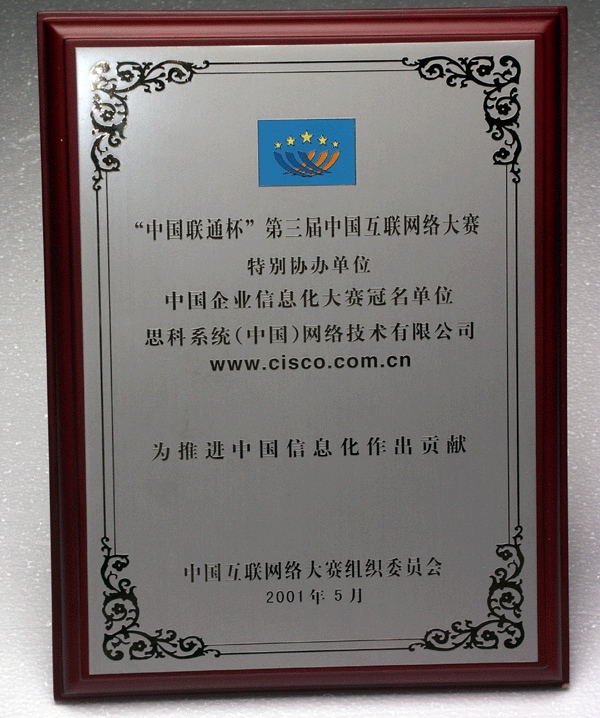 “中国联通杯”第三届中国互联网络大赛
特别协办单位
中国企业信息化大赛冠名单位
思科系统(中国)网络技术有限公司
www.cisco.com.cn
为推进中国信息化作出贡献
中国互联网络大赛组织委员会
2001年5月